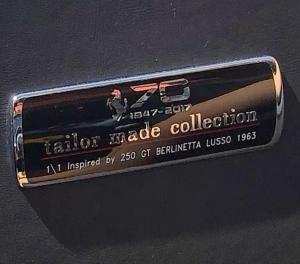 70
1947-2017
tailor made collection
1\1 Inspired by 250 GT BERLINETTA LUSSO 1963